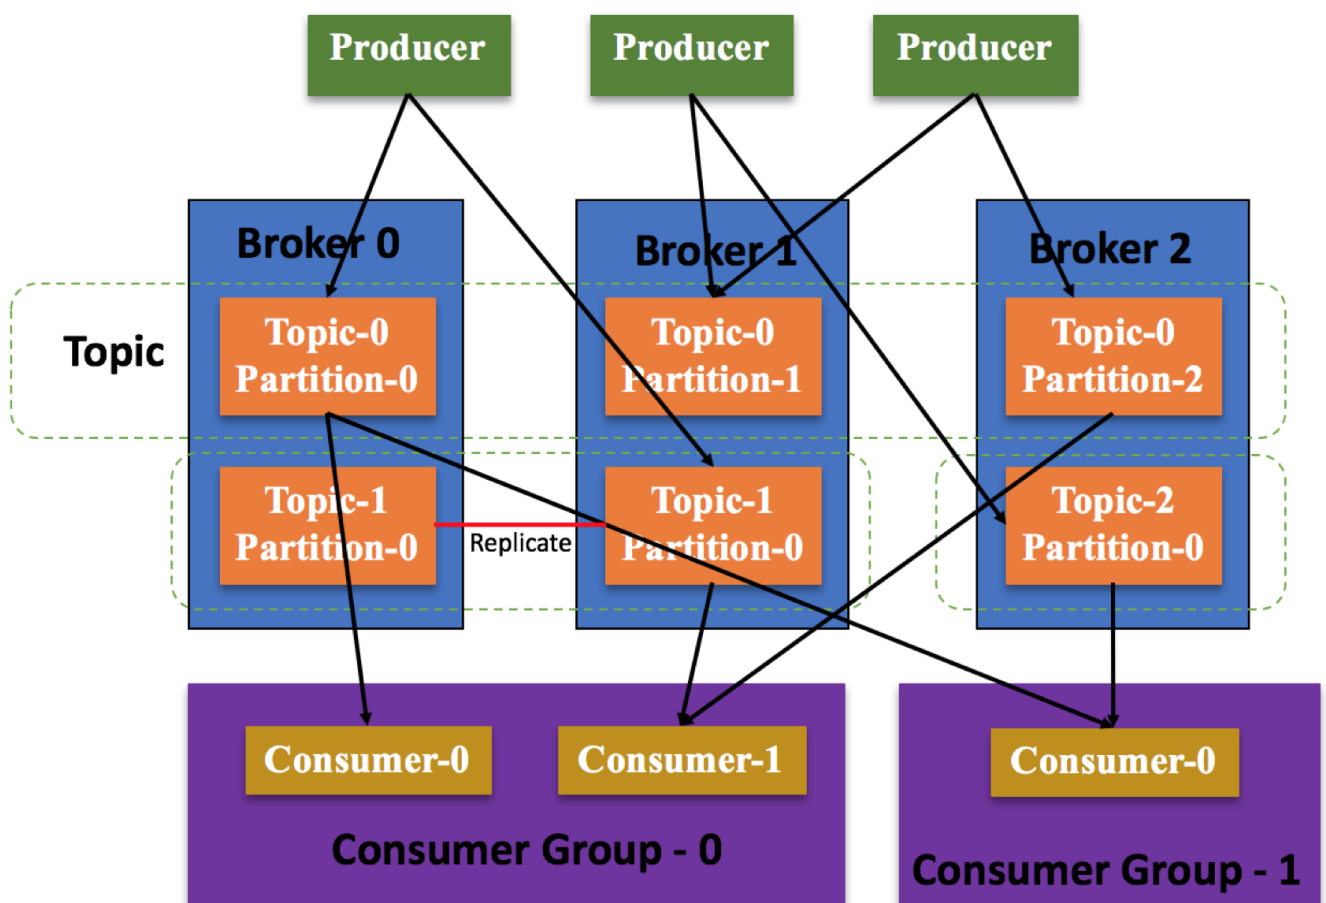 Producer
Producer
Producer
Broker 0
Broker 1
Broker 2
Topic
Topic-0
Partition-0
Topic-0
Partition-1
Topic-0
Partition-2
Topic-1
Partition-0
Replicate
Topic-1
Partition-0
Topic-2
Partition-0
Consumer-0
Consumer-1
Consumer-0
Consumer Group - 0
Consumer Group - 1